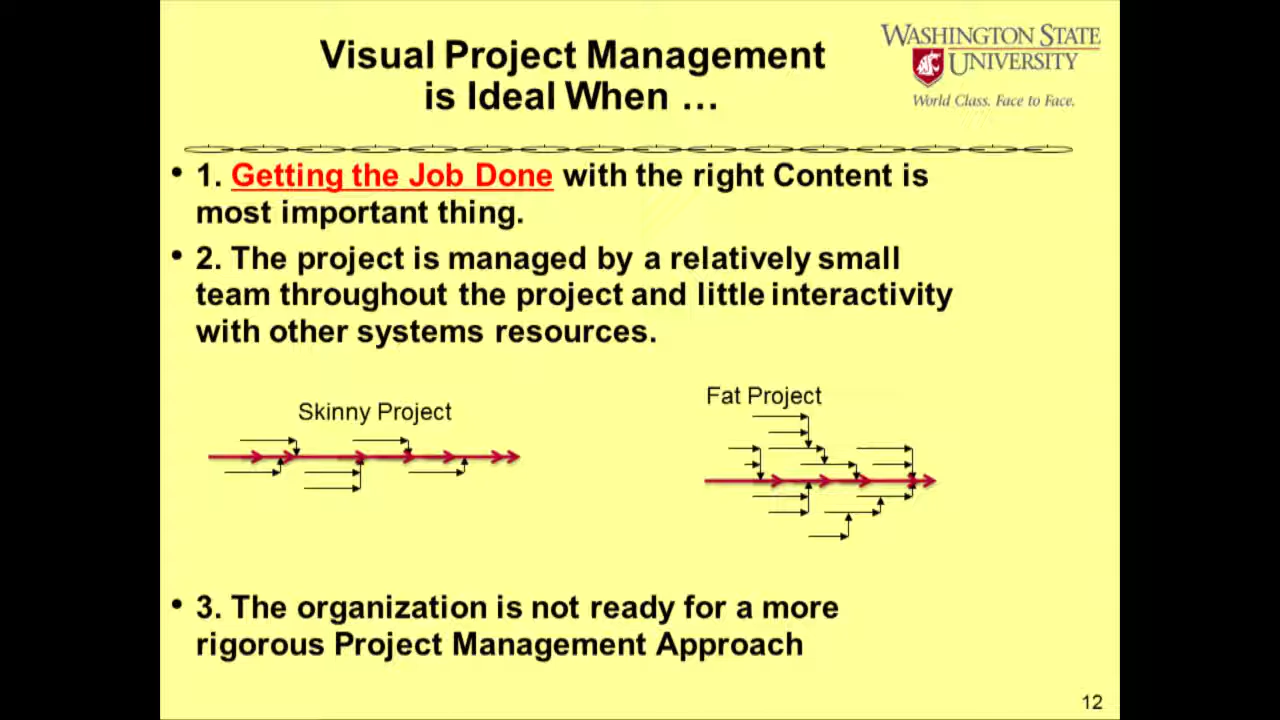 Visual Project Management
is Ideal When …
WASHINGTON STATE
UNIVERSITY
World Class. Face to Face.
• 1. Getting the Job Done with the right Content is
most important thing.
• 2. The project is managed by a relatively small
team throughout the project and little interactivity
with other systems resources.
Skinny Project
Fat Project
• 3. The organization is not ready for a more
rigorous Project Management Approach
12